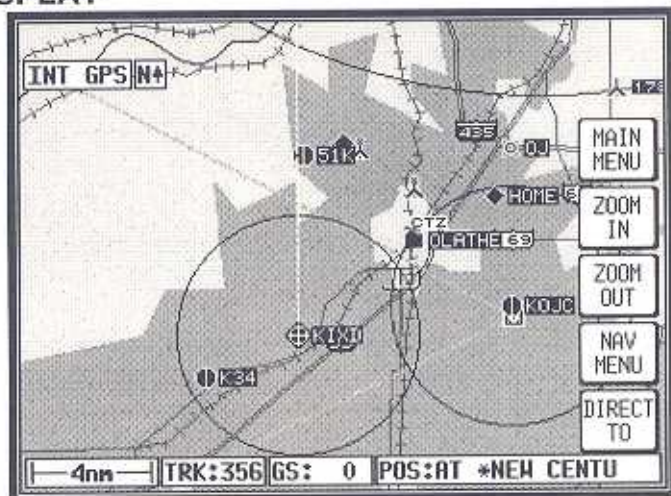 INT GPS N
MAIN
MENU
ZOOM
IN
ZOOM
OUT
NAV
MENU
DIRECT
TO
435
OJ
51K
HOME
CTZ
OLATHE 69
KOJC
KIXD
K34
4nm TRK:356 GS: 0 POS:AT *NEW CENTU